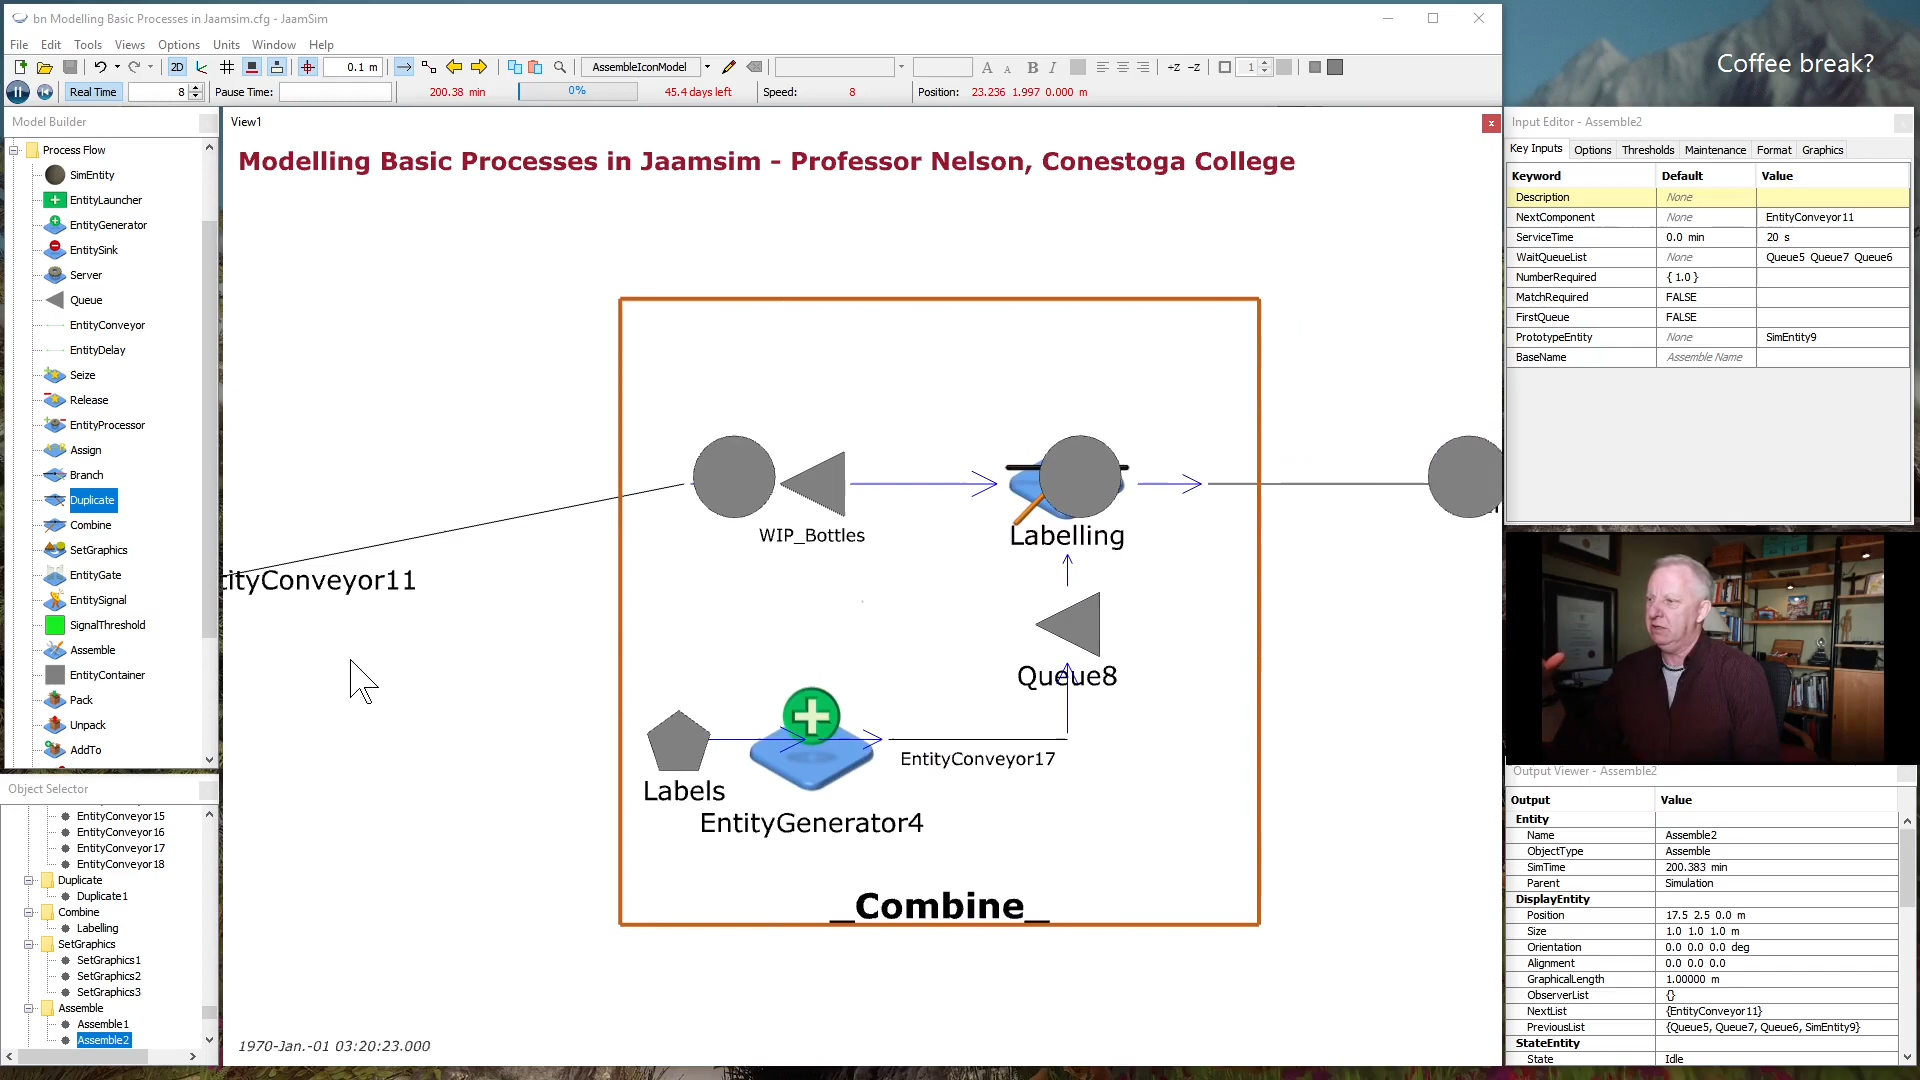 bn Modelling Basic Processes in Jaamsim.cfg - JaamSim
File Edit Tools Views Options Units Window Help
2D 0.1 m AssembleIconModel A A B I +Z -Z 1
Real Time 8 Pause Time: 200.38 min 0% 45.4 days left Speed: 8 Position: 23.236 1.997 0.000 m
Coffee break?
Model Builder
Process Flow
SimEntity
EntityLauncher
EntityGenerator
EntitySink
Server
Queue
EntityConveyor
EntityDelay
Seize
Release
EntityProcessor
Assign
Branch
Duplicate
Combine
SetGraphics
EntityGate
EntitySignal
SignalThreshold
Assemble
EntityContainer
Pack
Unpack
AddTo
Object Selector
EntityConveyor15
EntityConveyor16
EntityConveyor17
EntityConveyor18
Duplicate
Duplicate1
Combine
Labelling
SetGraphics
SetGraphics1
SetGraphics2
SetGraphics3
Assemble
Assemble1
Assemble2
View1
x
Modelling Basic Processes in Jaamsim - Professor Nelson, Conestoga College
WIP_Bottles
Labelling
tityConveyor11
Queue8
EntityConveyor17
Labels
EntityGenerator4
_Combine_
1970-Jan.-01 03:20:23.000
Input Editor - Assemble2
Key Inputs Options Thresholds Maintenance Format Graphics
Keyword Default Value
Description None
NextComponent None EntityConveyor11
ServiceTime 0.0 min 20 s
WaitQueueList None Queue5 Queue7 Queue6
NumberRequired { 1.0 }
MatchRequired FALSE
FirstQueue FALSE
PrototypeEntity None SimEntity9
BaseName Assemble Name
Output Viewer - Assemble2
Output Value
Entity
Name Assemble2
ObjectType Assemble
SimTime 200.383 min
Parent Simulation
DisplayEntity
Position 17.5 2.5 0.0 m
Size 1.0 1.0 1.0 m
Orientation 0.0 0.0 0.0 deg
Alignment 0.0 0.0 0.0
GraphicalLength 1.00000 m
ObserverList {}
NextList {EntityConveyor11}
PreviousList {Queue5, Queue7, Queue6, SimEntity9}
StateEntity
State Idle